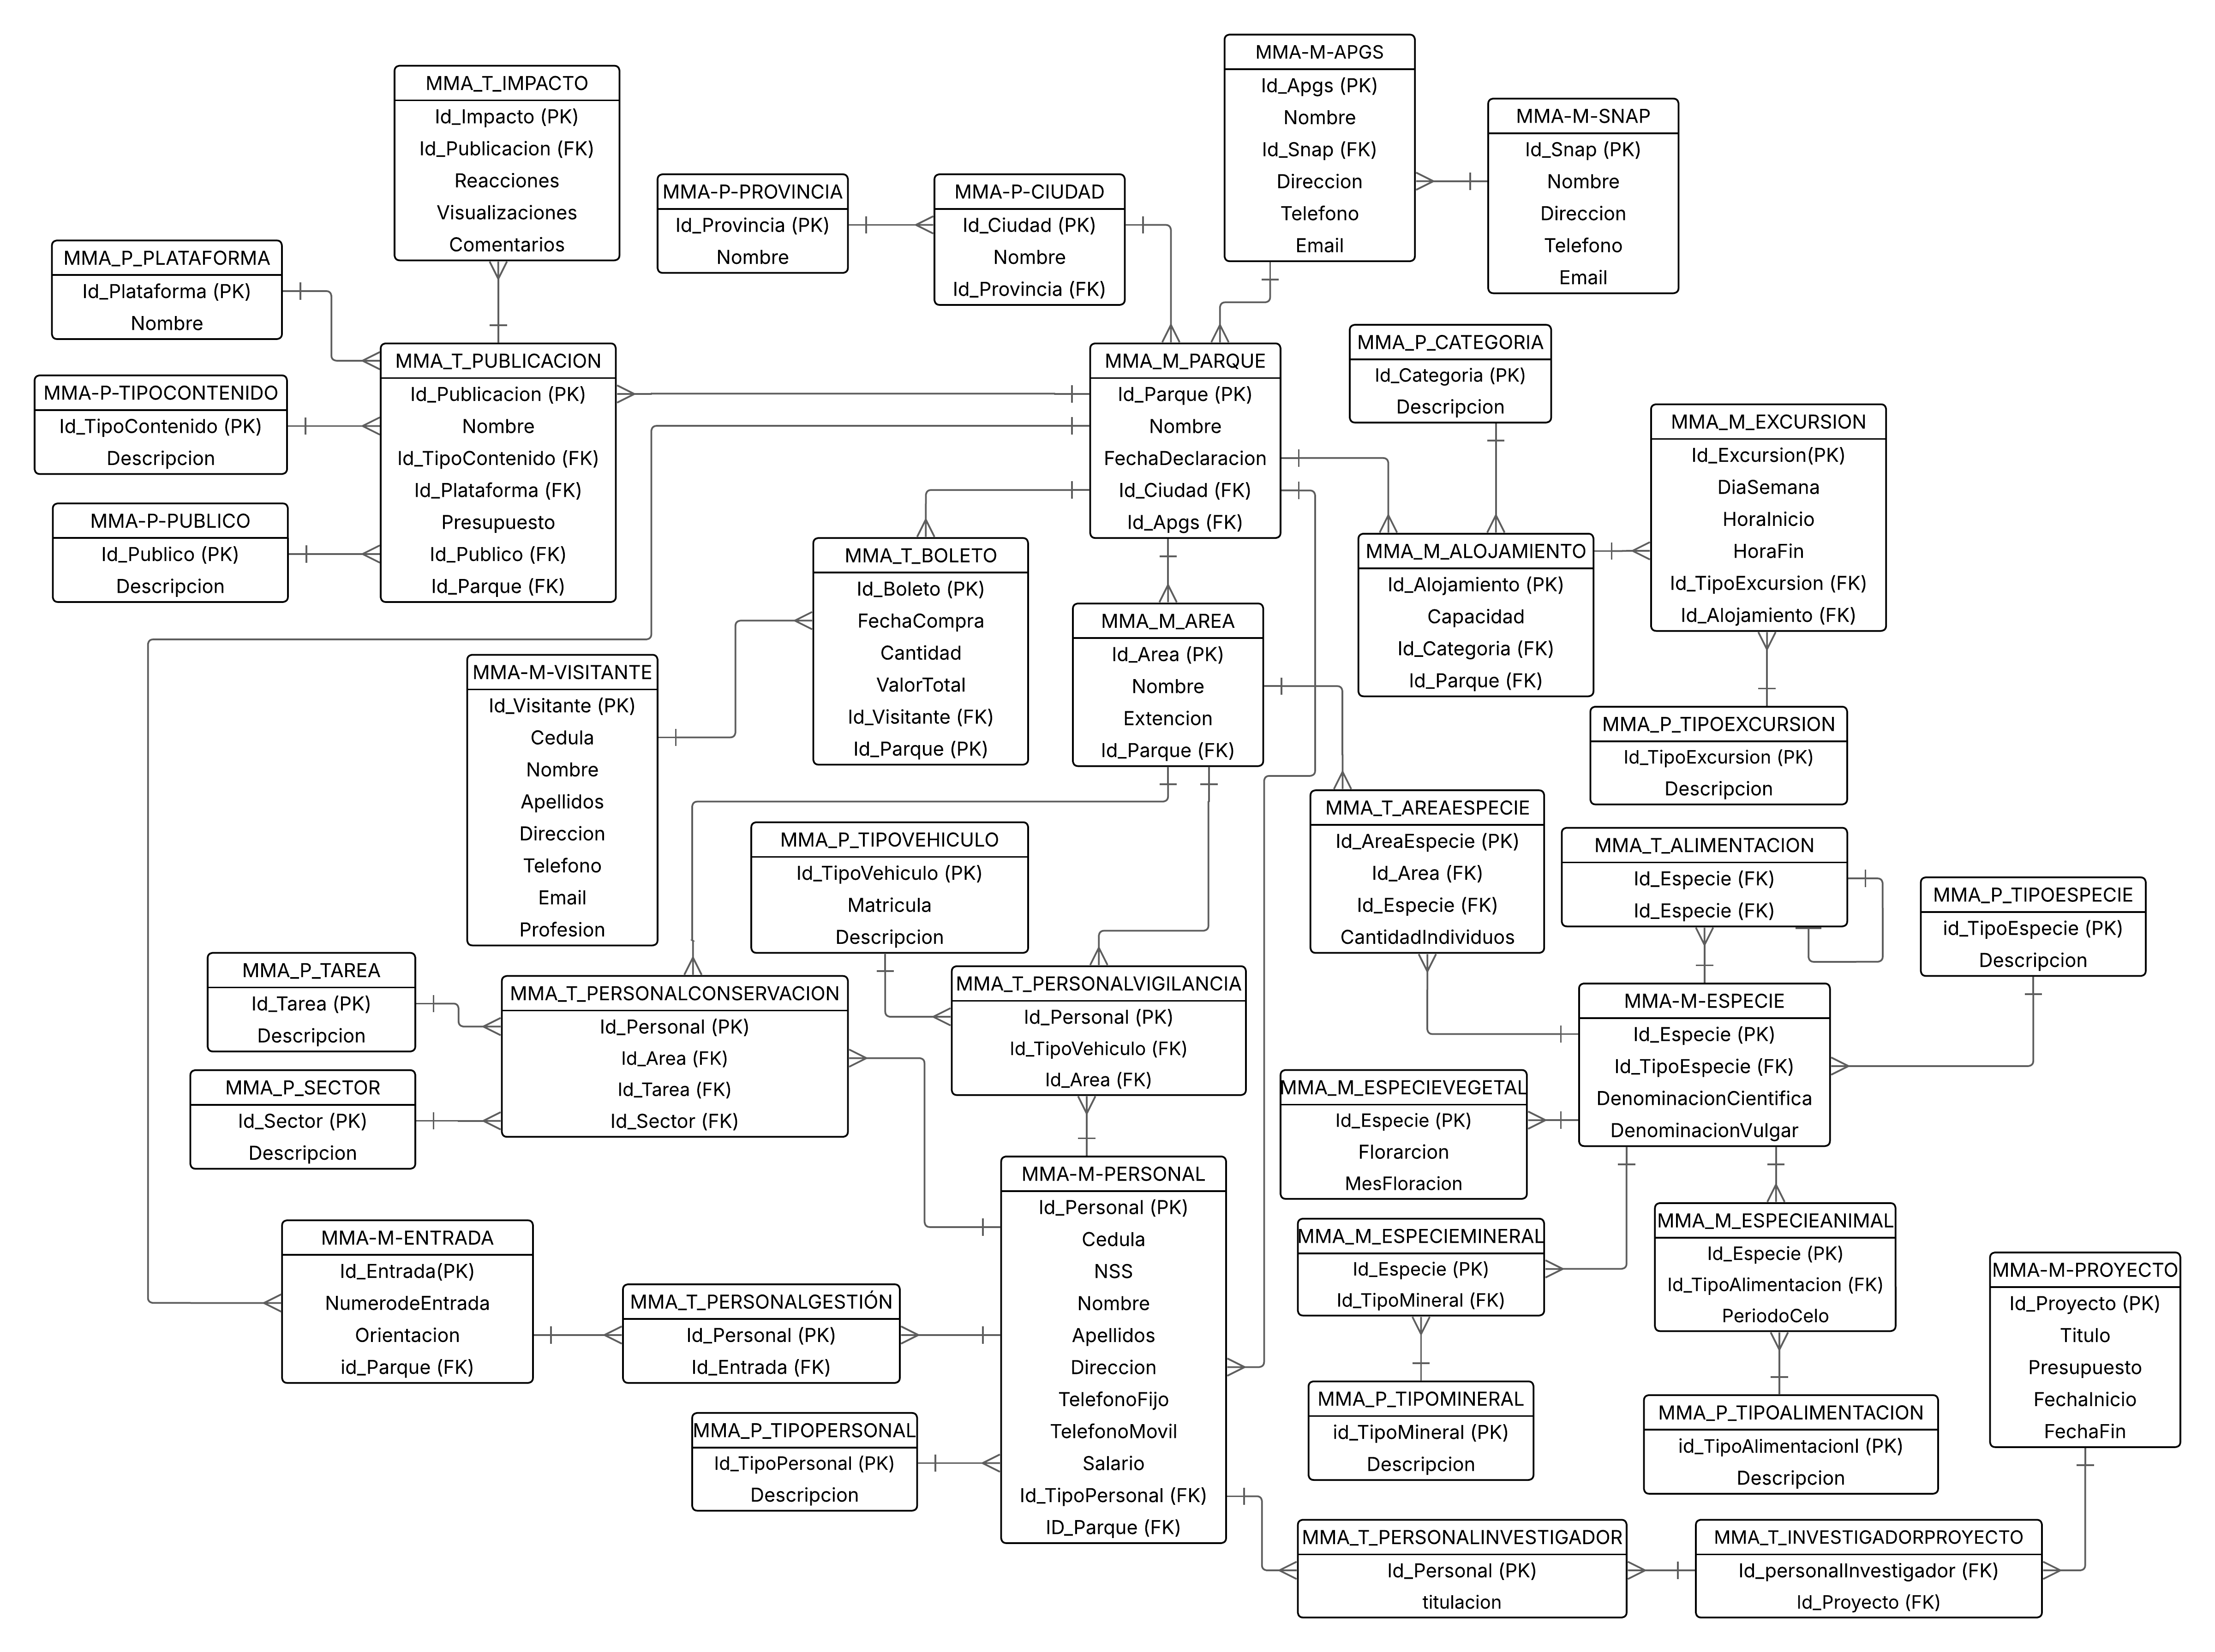 MMA-M-APGS
Id_Apgs (PK)
Nombre
Id_Snap (FK)
Direccion
Telefono
Email
MMA_T_IMPACTO
Id_Impacto (PK)
Id_Publicacion (FK)
Reacciones
Visualizaciones
Comentarios
MMA-M-SNAP
Id_Snap (PK)
Nombre
Direccion
Telefono
Email
MMA-P-PROVINCIA
Id_Provincia (PK)
Nombre
MMA-P-CIUDAD
Id_Ciudad (PK)
Nombre
Id_Provincia (FK)
MMA_P_PLATAFORMA
Id_Plataforma (PK)
Nombre
MMA_P_CATEGORIA
Id_Categoria (PK)
Descripcion
MMA_T_PUBLICACION
Id_Publicacion (PK)
Nombre
Id_TipoContenido (FK)
Id_Plataforma (FK)
Presupuesto
Id_Publico (FK)
Id_Parque (FK)
MMA_M_PARQUE
Id_Parque (PK)
Nombre
FechaDeclaracion
Id_Ciudad (FK)
Id_Apgs (FK)
MMA-P-TIPOCONTENIDO
Id_TipoContenido (PK)
Descripcion
MMA_M_EXCURSION
Id_Excursion(PK)
DiaSemana
HoraInicio
HoraFin
Id_TipoExcursion (FK)
Id_Alojamiento (FK)
MMA-P-PUBLICO
Id_Publico (PK)
Descripcion
MMA_M_ALOJAMIENTO
Id_Alojamiento (PK)
Capacidad
Id_Categoria (FK)
Id_Parque (FK)
MMA_T_BOLETO
Id_Boleto (PK)
FechaCompra
Cantidad
ValorTotal
Id_Visitante (FK)
Id_Parque (PK)
MMA_M_AREA
Id_Area (PK)
Nombre
Extencion
Id_Parque (FK)
MMA-M-VISITANTE
Id_Visitante (PK)
Cedula
Nombre
Apellidos
Direccion
Telefono
Email
Profesion
MMA_P_TIPOEXCURSION
Id_TipoExcursion (PK)
Descripcion
MMA_T_AREAESPECIE
Id_AreaEspecie (PK)
Id_Area (FK)
Id_Especie (FK)
CantidadIndividuos
MMA_P_TIPOVEHICULO
Id_TipoVehiculo (PK)
Matricula
Descripcion
MMA_T_ALIMENTACION
Id_Especie (FK)
Id_Especie (FK)
MMA_P_TIPOESPECIE
id_TipoEspecie (PK)
Descripcion
MMA_P_TAREA
Id_Tarea (PK)
Descripcion
MMA_T_PERSONALCONSERVACION
Id_Personal (PK)
Id_Area (FK)
Id_Tarea (FK)
Id_Sector (FK)
MMA_T_PERSONALVIGILANCIA
Id_Personal (PK)
Id_TipoVehiculo (FK)
Id_Area (FK)
MMA-M-ESPECIE
Id_Especie (PK)
Id_TipoEspecie (FK)
DenominacionCientifica
DenominacionVulgar
MMA_P_SECTOR
Id_Sector (PK)
Descripcion
MMA_M_ESPECIEVEGETAL
Id_Especie (PK)
Florarcion
MesFloracion
MMA-M-PERSONAL
Id_Personal (PK)
Cedula
NSS
Nombre
Apellidos
Direccion
TelefonoFijo
TelefonoMovil
Salario
Id_TipoPersonal (FK)
ID_Parque (FK)
MMA_M_ESPECIEANIMAL
Id_Especie (PK)
Id_TipoAlimentacion (FK)
PeriodoCelo
MMA-M-ENTRADA
Id_Entrada(PK)
NumerodeEntrada
Orientacion
id_Parque (FK)
MMA_M_ESPECIEMINERAL
Id_Especie (PK)
Id_TipoMineral (FK)
MMA-M-PROYECTO
Id_Proyecto (PK)
Titulo
Presupuesto
FechaInicio
FechaFin
MMA_T_PERSONALGESTIÓN
Id_Personal (PK)
Id_Entrada (FK)
MMA_P_TIPOMINERAL
id_TipoMineral (PK)
Descripcion
MMA_P_TIPOALIMENTACION
id_TipoAlimentacionI (PK)
Descripcion
MMA_P_TIPOPERSONAL
Id_TipoPersonal (PK)
Descripcion
MMA_T_PERSONALINVESTIGADOR
Id_Personal (PK)
titulacion
MMA_T_INVESTIGADORPROYECTO
Id_personalInvestigador (FK)
Id_Proyecto (FK)